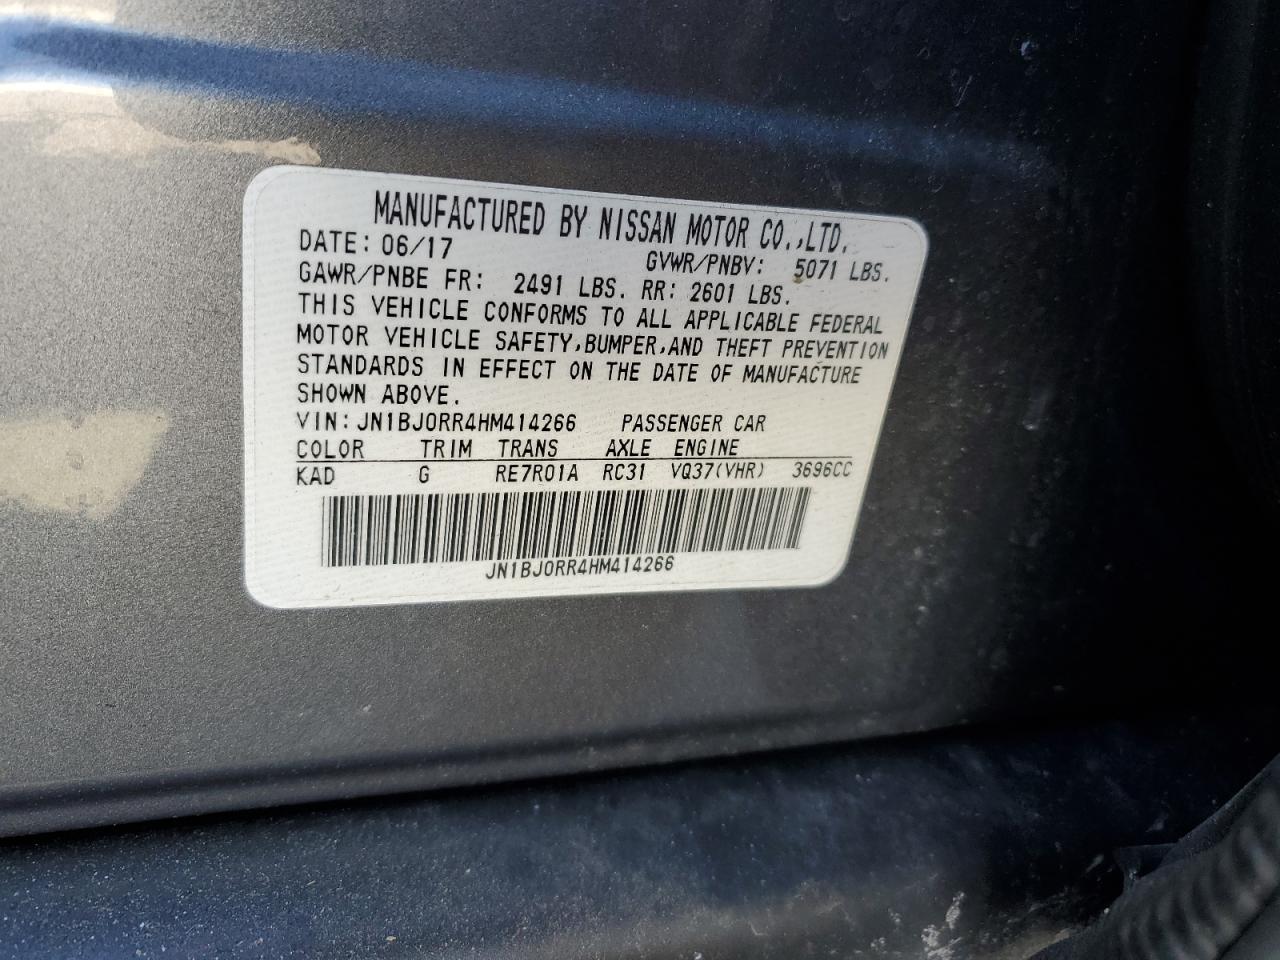 MANUFACTURED BY NISSAN MOTOR CO.,LTD.
DATE: 06/17 GVWR/PNBV: 5071 LBS.
GAWR/PNBE FR: 2491 LBS. RR: 2601 LBS.
THIS VEHICLE CONFORMS TO ALL APPLICABLE FEDERAL
MOTOR VEHICLE SAFETY,BUMPER,AND THEFT PREVENTION
STANDARDS IN EFFECT ON THE DATE OF MANUFACTURE
SHOWN ABOVE.
VIN: JN1BJ0RR4HM414266 PASSENGER CAR
COLOR TRIM TRANS AXLE ENGINE
KAD G RE7R01A RC31 VQ37(VHR) 3696CC
JN1BJ0RR4HM414266